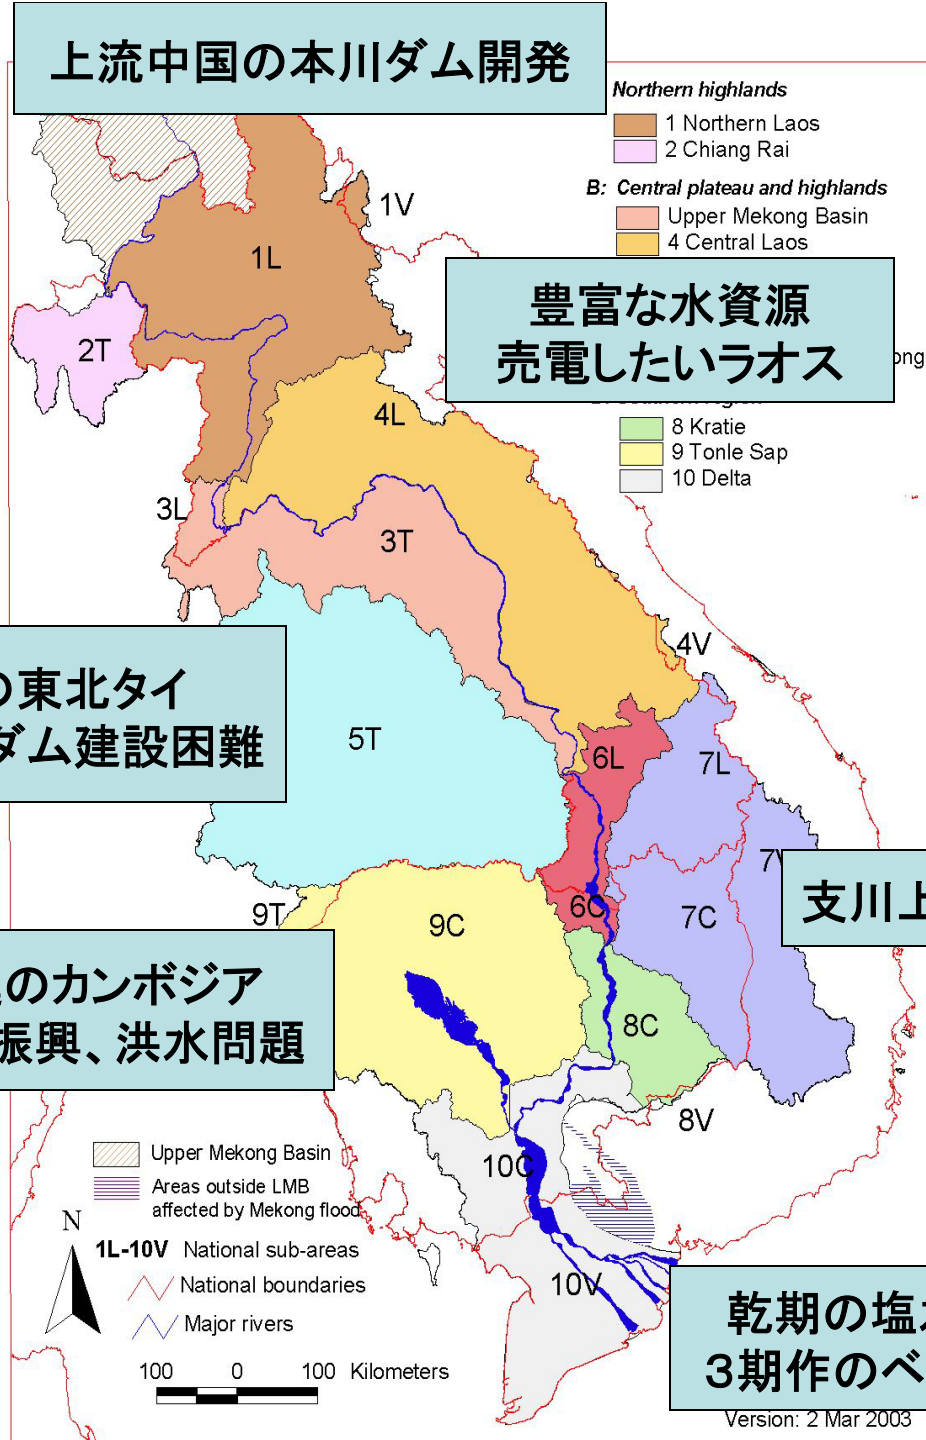 上流中国の本川ダム開発
Northern highlands
1 Northern Laos
2 Chiang Rai
B: Central plateau and highlands
Upper Mekong Basin
4 Central Laos
豊富な水資源
売電したいラオス
ong
8 Kratie
9 Tonle Sap
10 Delta
1V
1L
2T
4L
3L
3T
4V
の東北タイ
ダム建設困難
5T
6L
7L
7V
支川上
9T
9C
6C
7C
のカンボジア
振興、洪水問題
8C
8V
10C
10V
Upper Mekong Basin
Areas outside LMB
affected by Mekong flood
N
1L-10V National sub-areas
National boundaries
Major rivers
100 0 100 Kilometers
乾期の塩
３期作のベ
Version: 2 Mar 2003